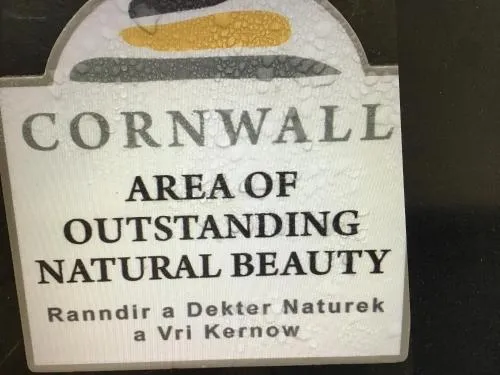 CORNWALL
AREA OF
OUTSTANDING
NATURAL BEAUTY
Ranndir a Dekter Naturek
a Vri Kernow